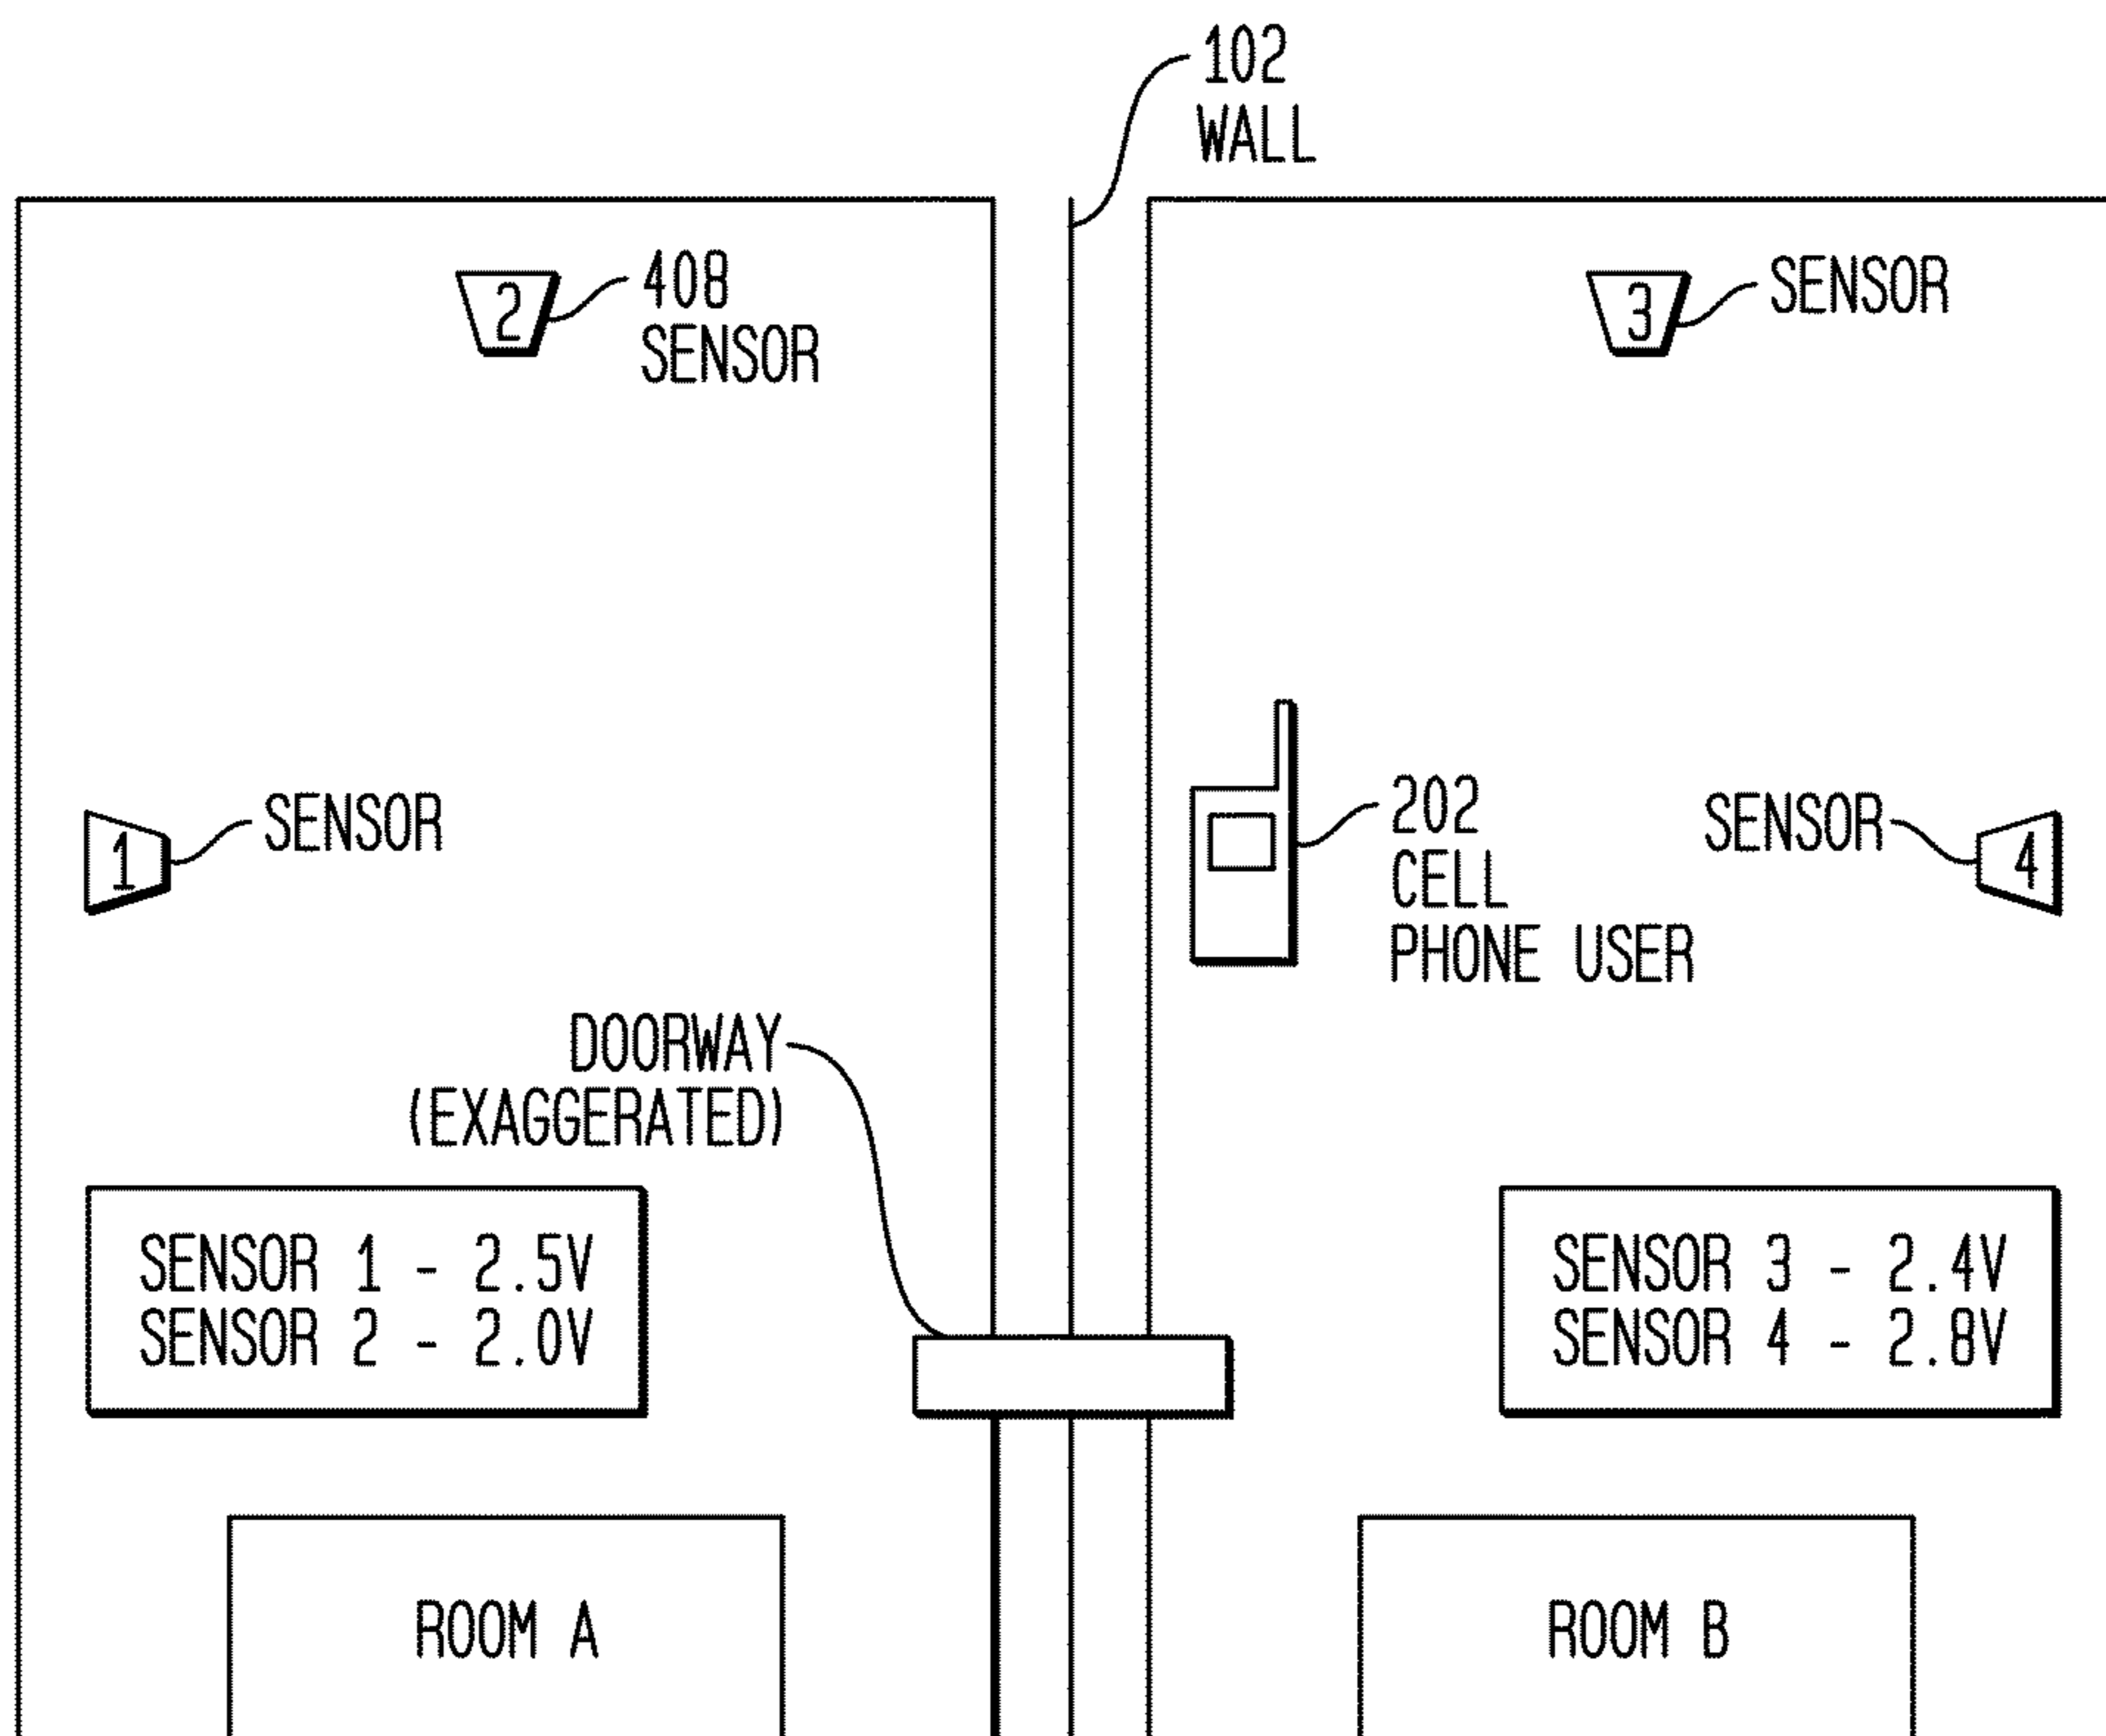 102
WALL
2
408
SENSOR
3
SENSOR
1
SENSOR
202
CELL
PHONE USER
SENSOR
4
DOORWAY
(EXAGGERATED)
SENSOR 1 - 2.5V
SENSOR 2 - 2.0V
SENSOR 3 - 2.4V
SENSOR 4 - 2.8V
ROOM A
ROOM B